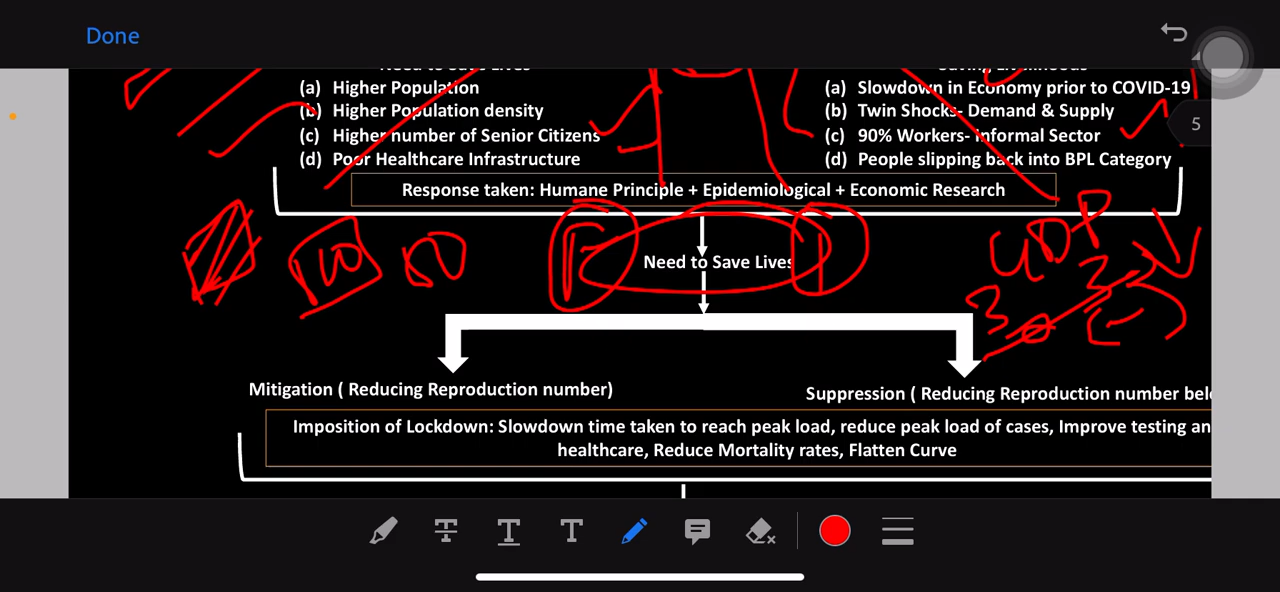 Done
(a) Higher Population
(b) Higher Population density
(c) Higher number of Senior Citizens
(d) Poor Healthcare Infrastructure
(a) Slowdown in Economy prior to COVID-19
(b) Twin Shocks- Demand & Supply
(c) 90% Workers- Informal Sector
(d) People slipping back into BPL Category
5
Response taken: Humane Principle + Epidemiological + Economic Research
GDP
Need to Save Lives
Mitigation ( Reducing Reproduction number)
Suppression ( Reducing Reproduction number
Imposition of Lockdown: Slowdown time taken to reach peak load, reduce peak load of cases, Improve testing
healthcare, Reduce Mortality rates, Flatten Curve